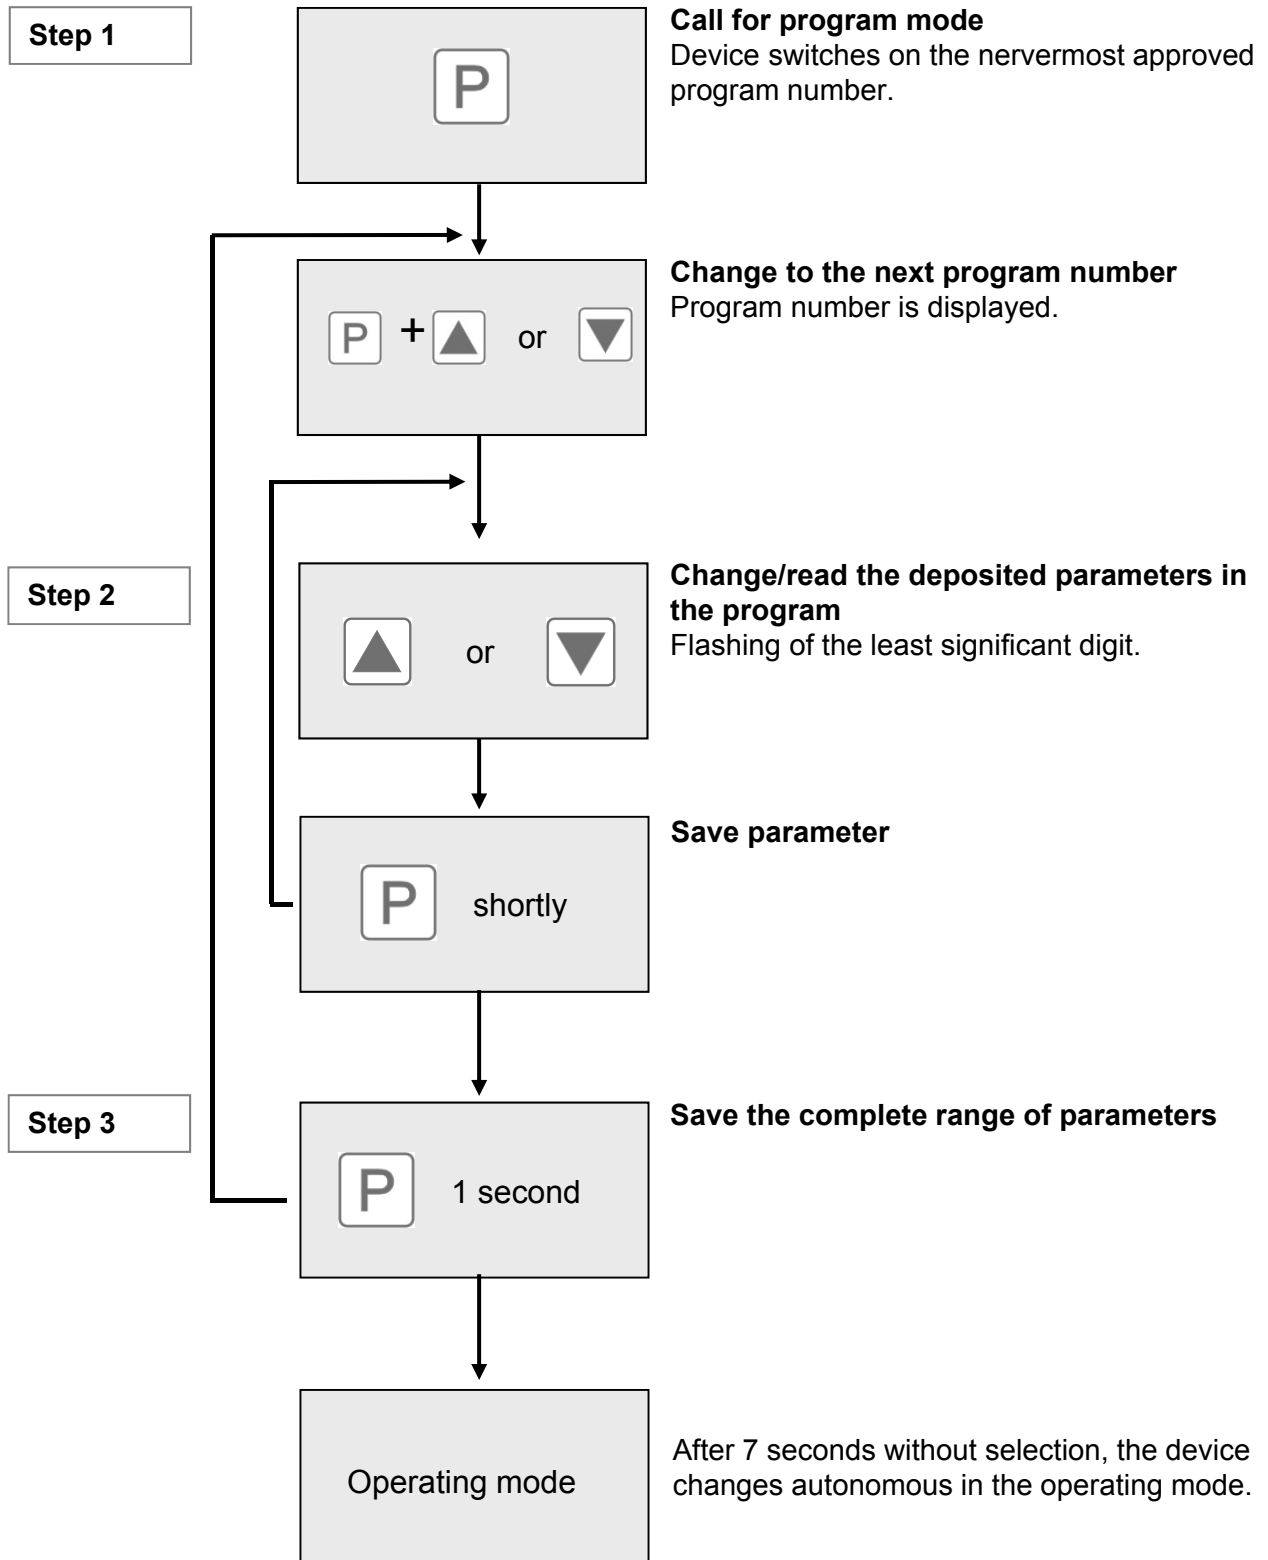 Step 1
P
Call for program mode
Device switches on the nervermost approved
program number.
P + ▲ or ▼
Change to the next program number
Program number is displayed.
Step 2
▲ or ▼
Change/read the deposited parameters in
the program
Flashing of the least significant digit.
P shortly
Save parameter
Step 3
P 1 second
Save the complete range of parameters
Operating mode
After 7 seconds without selection, the device
changes autonomous in the operating mode.